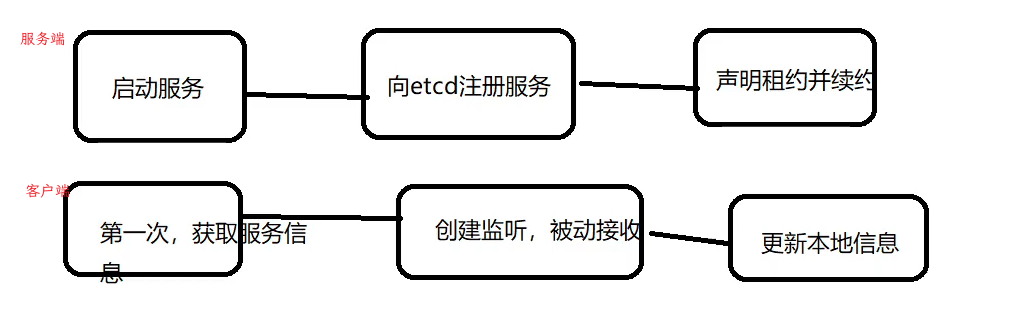 服务端
启动服务
向etcd注册服务
声明租约并续约
客户端
第一次，获取服务信
息
创建监听，被动接收
更新本地信息